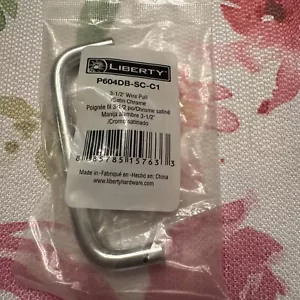 LIBERTY
P604DB-SC-C1
3-1/2" Wire Pull
/Satin Chrome
Poignée fil 3-1/2 po/Chrome satiné
Manija alambre 3-1/2"
/Cromo satinado
Made in•Fabriqué en•Hecho en: China
www.libertyhardware.com